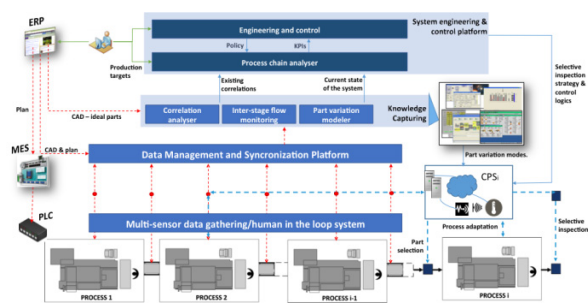 ERP
System engineering &
control platform
Engineering and control
Policy
KPIs
Process chain analyser
Production
targets
Existing
correlations
Current state
of the system
Selective
inspection
strategy &
control
logics
Plan
CAD – ideal parts
Correlation
analyser
Inter-stage flow
monitoring
Part variation
modeler
Knowledge
Capturing
MES
CAD & plan
Data Management and Syncronization Platform
Part variation modes.
CPSi
PLC
Multi-sensor data gathering/human in the loop system
Process adaptation
Part
selection
Selective
inspection
PROCESS 1
PROCESS 2
PROCESS i-1
PROCESS i